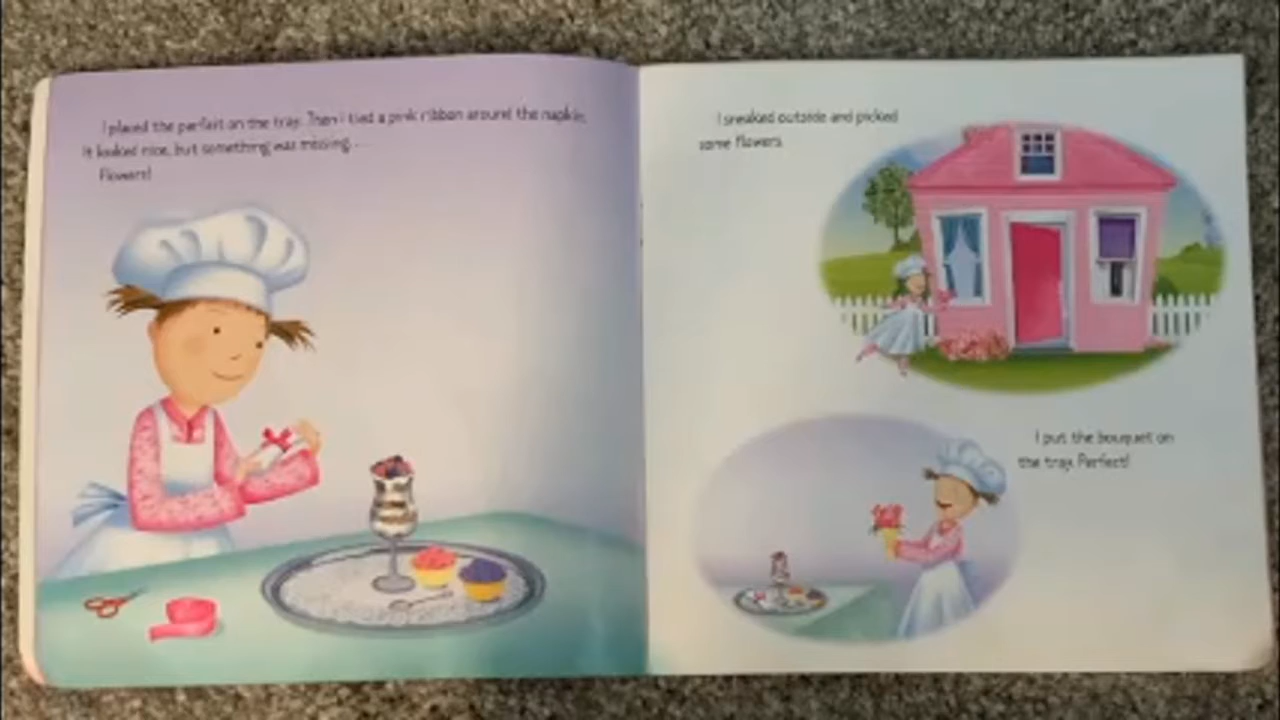 I placed the parfait on the tray. Then I tied a pink ribbon around the napkin.
It looked nice, but something was missing. . . .
Flowers!
I sneaked outside and picked
some flowers.
I put the bouquet on
the tray. Perfect!